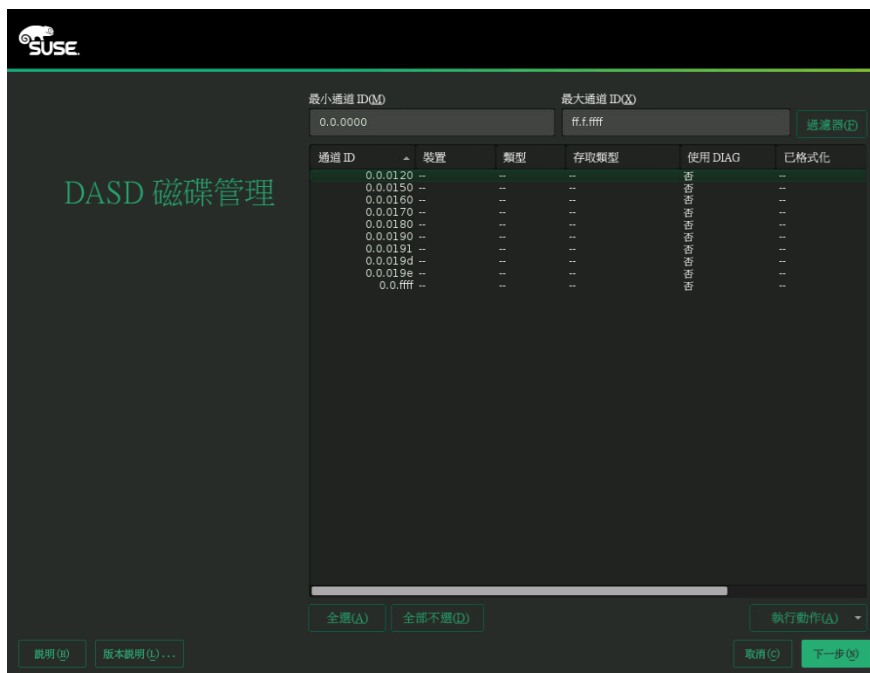 SUSE.
最小通道 ID(M) 最大通道 ID(X)
0.0.0000 ff.f.ffff 過濾器(F)
通道 ID 裝置 類型 存取類型 使用 DIAG 已格式化
DASD 磁碟管理
0.0.0120 -- -- -- 否 --
0.0.0150 -- -- -- 否 --
0.0.0160 -- -- -- 否 --
0.0.0170 -- -- -- 否 --
0.0.0180 -- -- -- 否 --
0.0.0190 -- -- -- 否 --
0.0.0191 -- -- -- 否 --
0.0.019d -- -- -- 否 --
0.0.019e -- -- -- 否 --
0.0.ffff -- -- -- 否 --
全選(A) 全部不選(D) 執行動作(A)
說明(H) 版本說明(L)... 取消(C) 下一步(N)